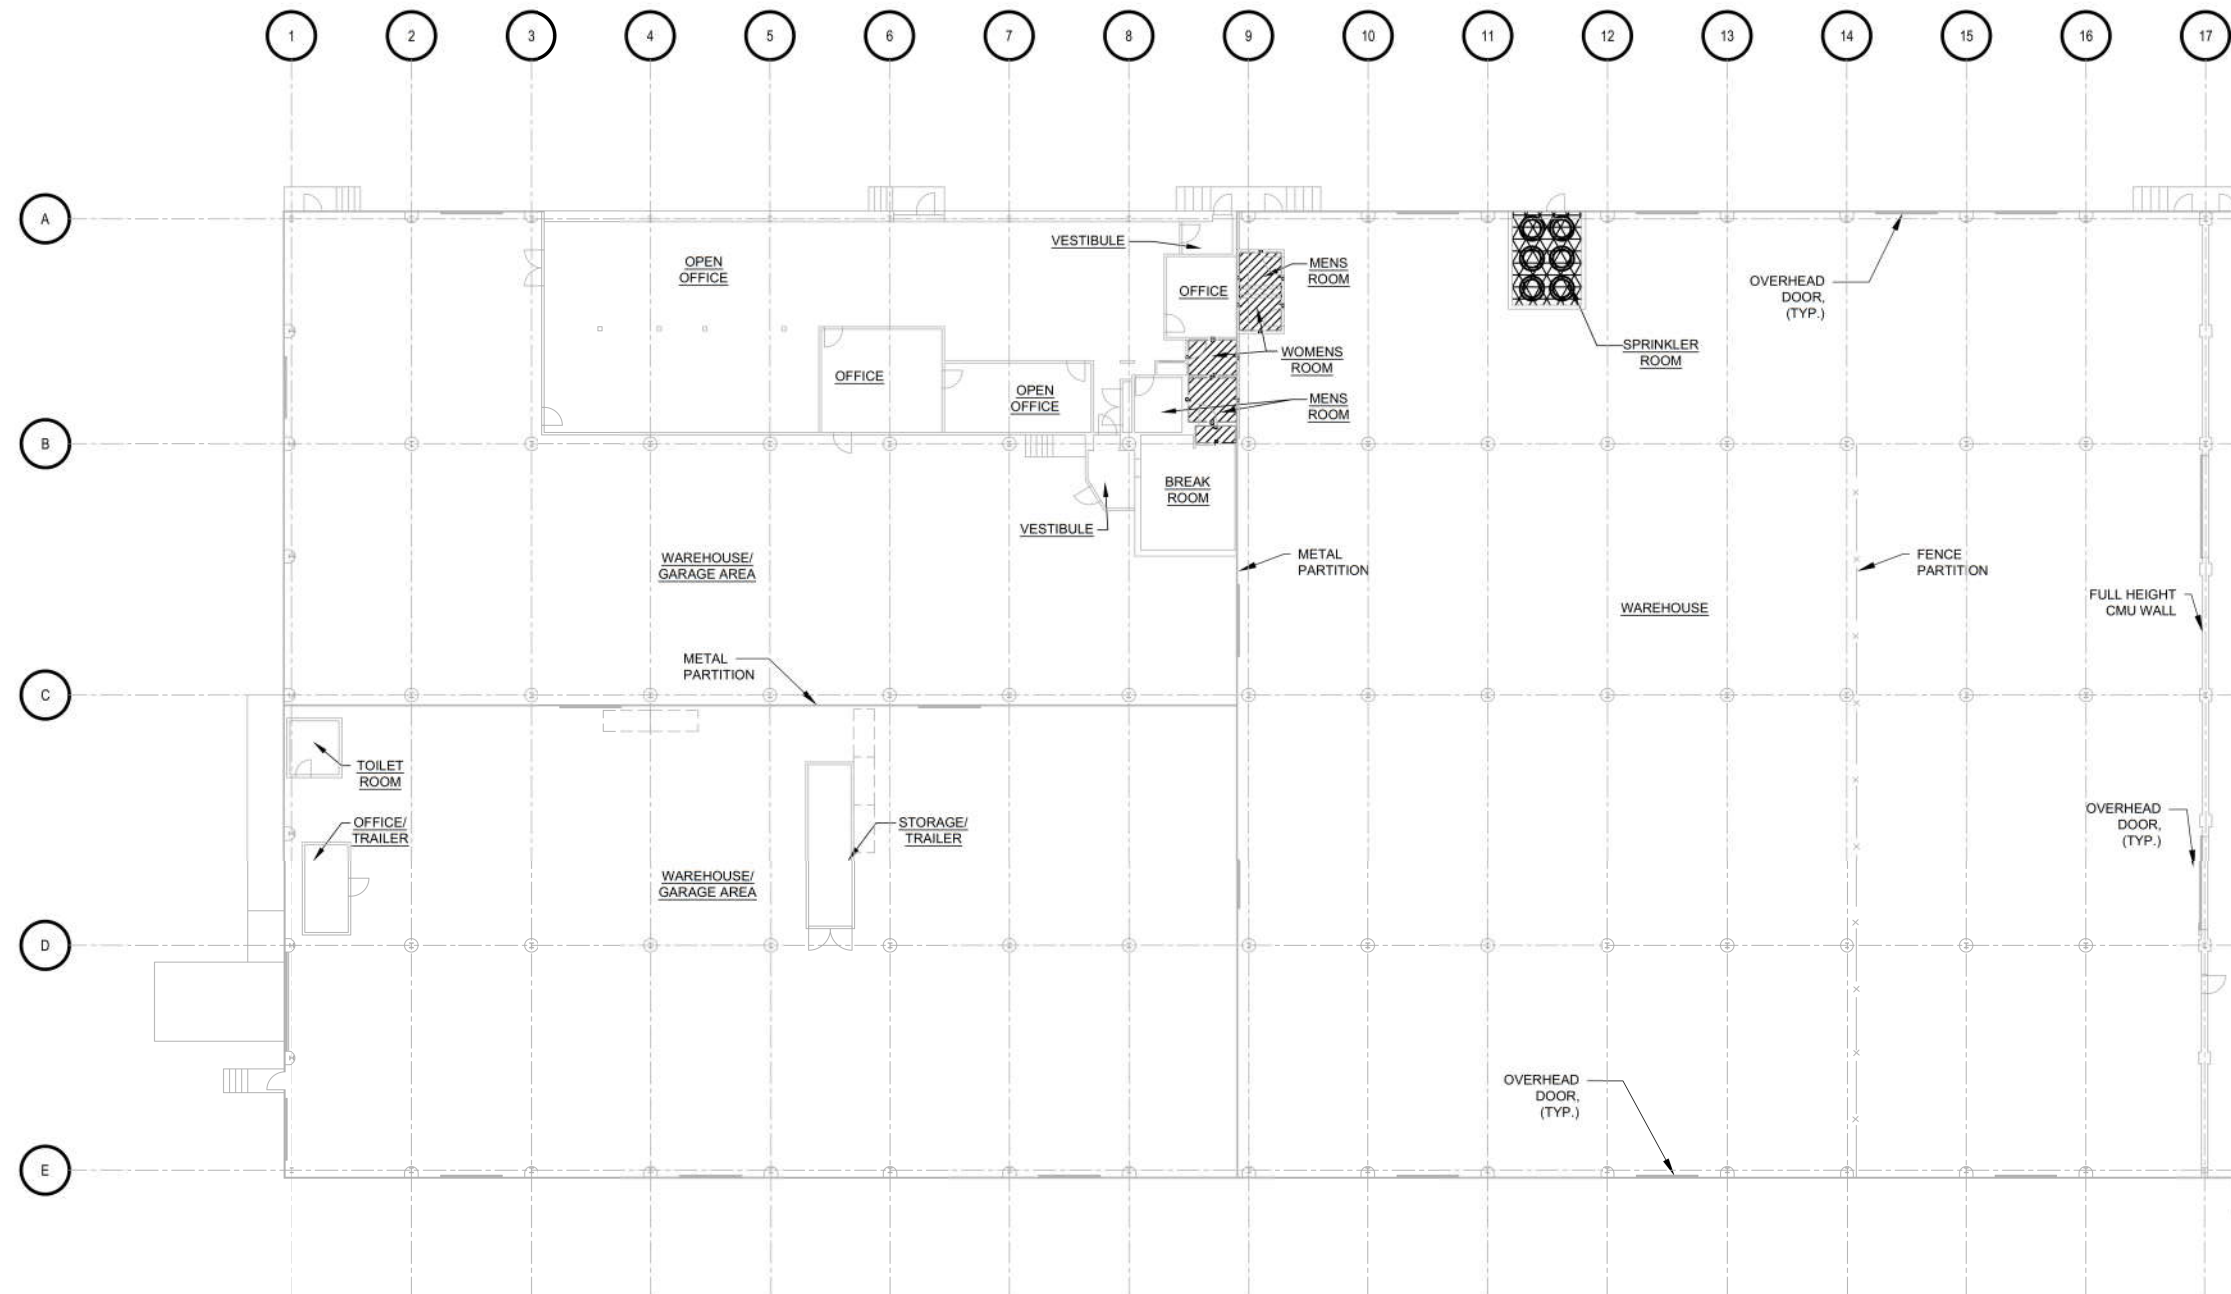 1 2 3 4 5 6 7 8 9 10 11 12 13 14 15 16 17
A
VESTIBULE
OPEN
OFFICE
MENS
ROOM
OFFICE
OVERHEAD
DOOR,
(TYP.)
WOMENS
ROOM
SPRINKLER
ROOM
OFFICE
OPEN
OFFICE
MENS
ROOM
B
BREAK
ROOM
VESTIBULE
WAREHOUSE/
GARAGE AREA
METAL
PARTITION
FENCE
PARTITION
WAREHOUSE
FULL HEIGHT
CMU WALL
METAL
PARTITION
C
TOILET
ROOM
OFFICE/
TRAILER
STORAGE/
TRAILER
OVERHEAD
DOOR,
(TYP.)
WAREHOUSE/
GARAGE AREA
D
OVERHEAD
DOOR,
(TYP.)
E